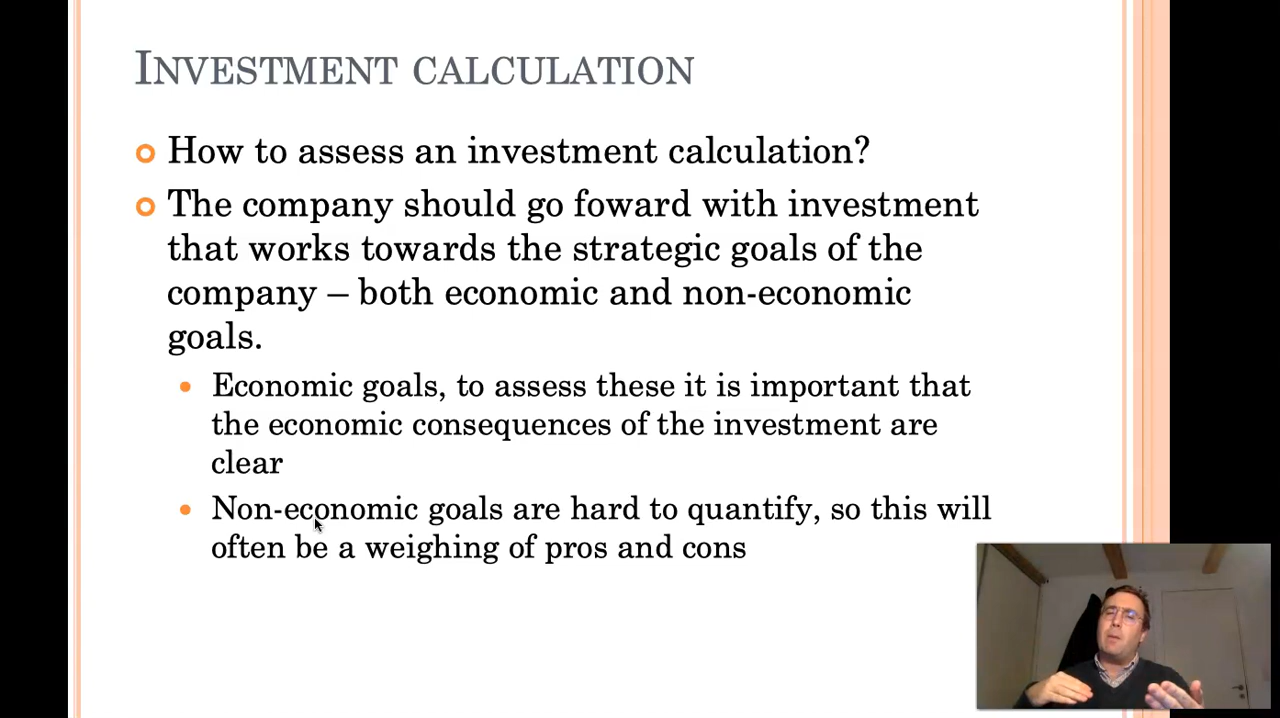 INVESTMENT CALCULATION
How to assess an investment calculation?
The company should go foward with investment
that works towards the strategic goals of the
company – both economic and non-economic
goals.
Economic goals, to assess these it is important that
the economic consequences of the investment are
clear
Non-economic goals are hard to quantify, so this will
often be a weighing of pros and cons